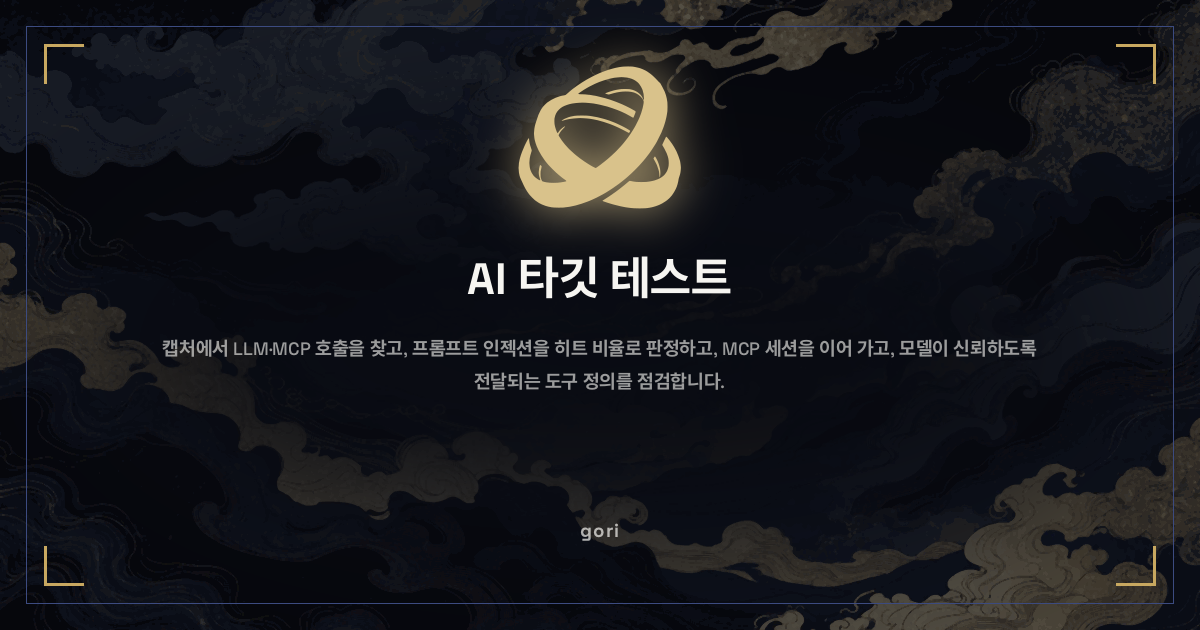 AI 타깃 테스트
캡처에서 LLM·MCP 호출을 찾고, 프롬프트 인젝션을 히트 비율로 판정하고, MCP 세션을 이어 가고, 모델이 신뢰하도록
전달되는 도구 정의를 점검합니다.
gori